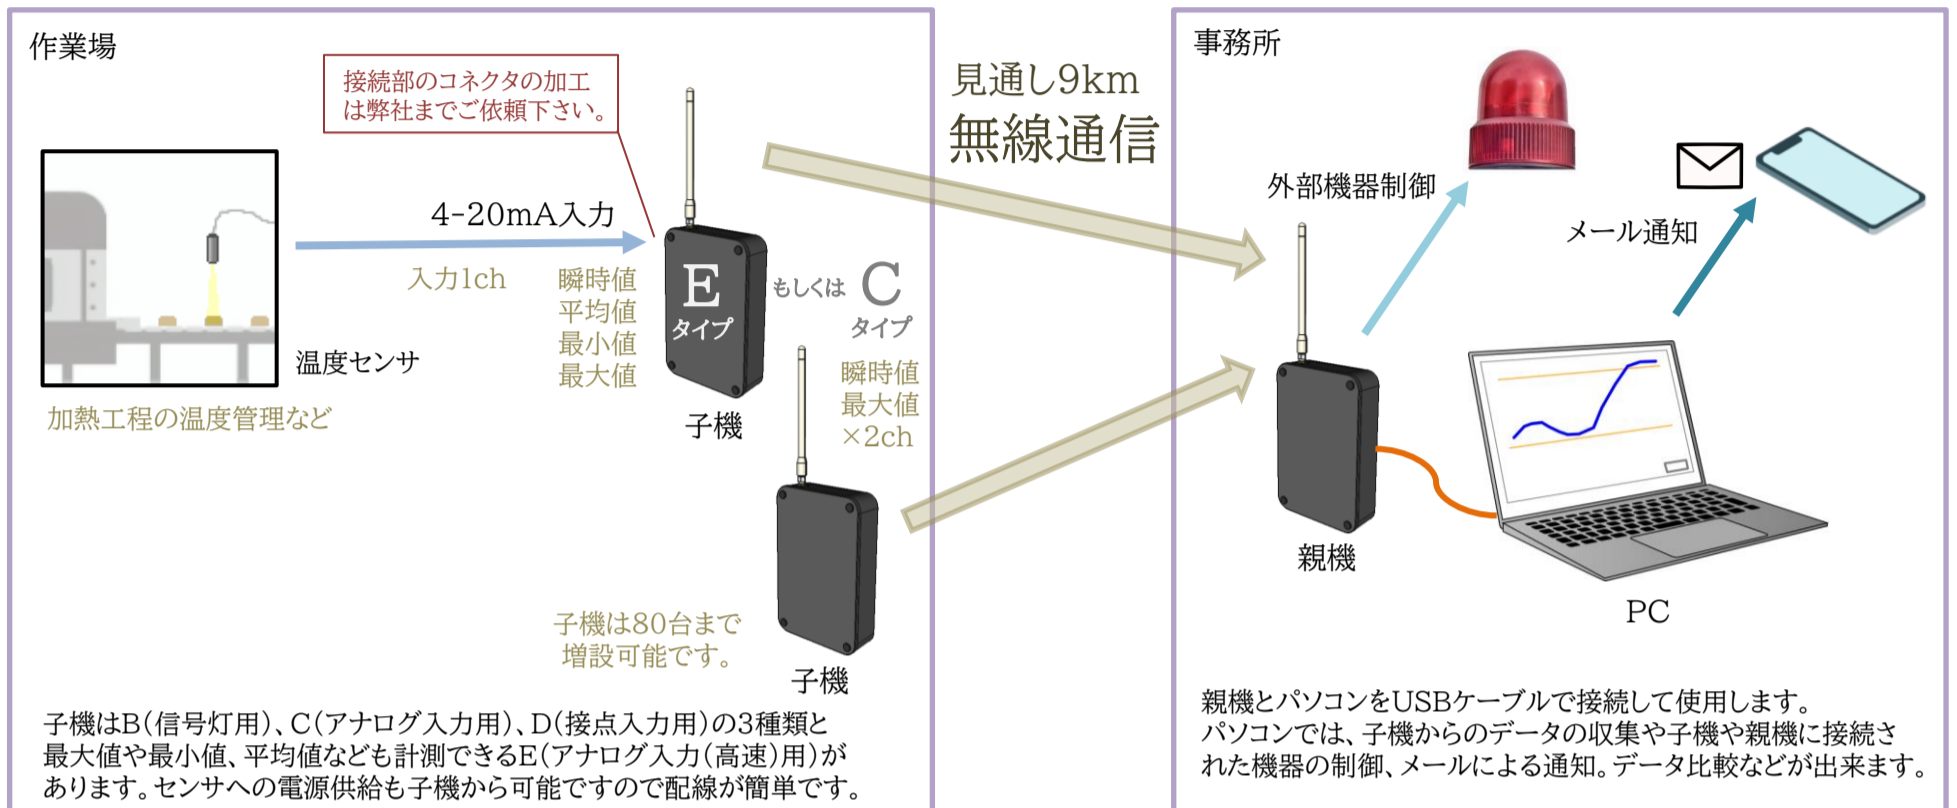 作業場
接続部のコネクタの加工
は弊社までご依頼下さい。
4-20mA入力
入力1ch
瞬時値
平均値
最小値
最大値
E
タイプ
もしくは
C
タイプ
瞬時値
最大値
×2ch
温度センサ
加熱工程の温度管理など
子機
子機は80台まで
増設可能です。
子機
子機はB(信号灯用)、C(アナログ入力用)、D(接点入力用)の3種類と
最大値や最小値、平均値なども計測できるE(アナログ入力(高速)用)が
あります。センサへの電源供給も子機から可能ですので配線が簡単です。
見通し9km
無線通信
事務所
外部機器制御
メール通知
親機
PC
親機とパソコンをUSBケーブルで接続して使用します。
パソコンでは、子機からのデータの収集や子機や親機に接続さ
れた機器の制御、メールによる通知。データ比較などが出来ます。